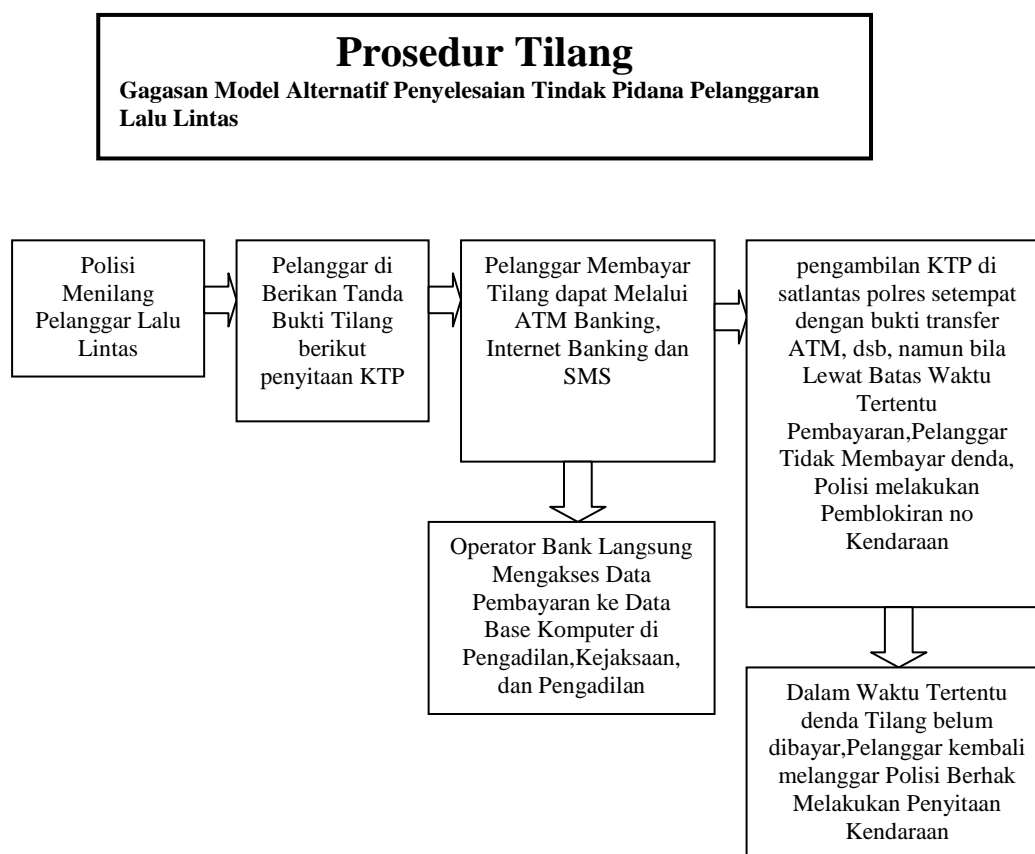 Prosedur Tilang
Gagasan Model Alternatif Penyelesaian Tindak Pidana Pelanggaran
Lalu Lintas
Polisi
Menilang
Pelanggar Lalu
Lintas
Pelanggar di
Berikan Tanda
Bukti Tilang
berikut
penyitaan KTP
Pelanggar Membayar
Tilang dapat Melalui
ATM Banking,
Internet Banking dan
SMS
pengambilan KTP di
satlantas polres setempat
dengan bukti transfer
ATM, dsb, namun bila
Lewat Batas Waktu
Tertentu
Pembayaran,Pelanggar
Tidak Membayar denda,
Polisi melakukan
Pemblokiran no
Kendaraan
Operator Bank Langsung
Mengakses Data
Pembayaran ke Data
Base Komputer di
Pengadilan,Kejaksaan,
dan Pengadilan
Dalam Waktu Tertentu
denda Tilang belum
dibayar,Pelanggar kembali
melanggar Polisi Berhak
Melakukan Penyitaan
Kendaraan